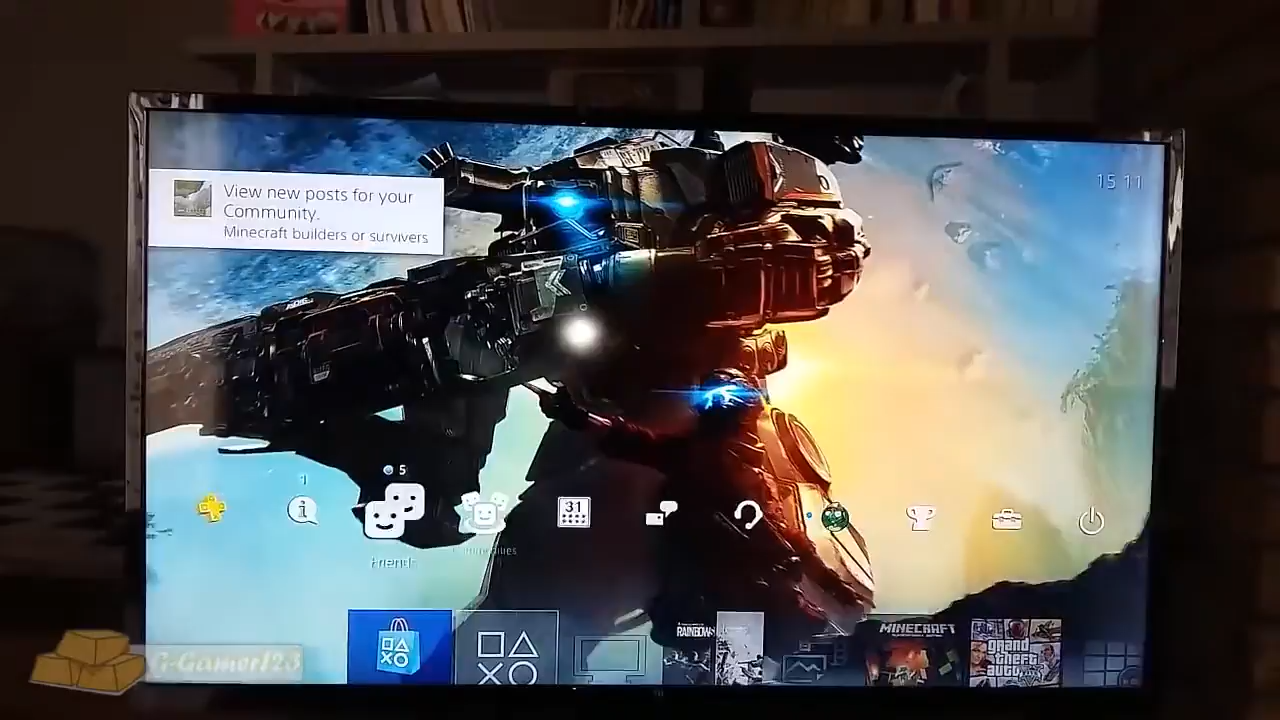 View new posts for your
Community.
Minecraft builders or survivers
15 11
5
1
31
Friends
RAINBOW
MINECRAFT
grand
theft
auto
G-Gamer123